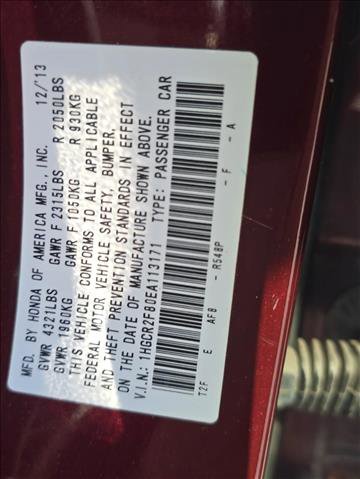 MFD. BY HONDA OF AMERICA MFG., INC. 12/'13
GVWR 4321LBS GAWR F 2315LBS R 2050LBS
GVWR 1960KG GAWR F 1050KG R 930KG
THIS VEHICLE CONFORMS TO ALL APPLICABLE
FEDERAL MOTOR VEHICLE SAFETY, BUMPER,
AND THEFT PREVENTION STANDARDS IN EFFECT
ON THE DATE OF MANUFACTURE SHOWN ABOVE.
V.I.N.: 1HGCR2F80EA113171 TYPE: PASSENGER CAR
T2F E AFB - R548P - F - A